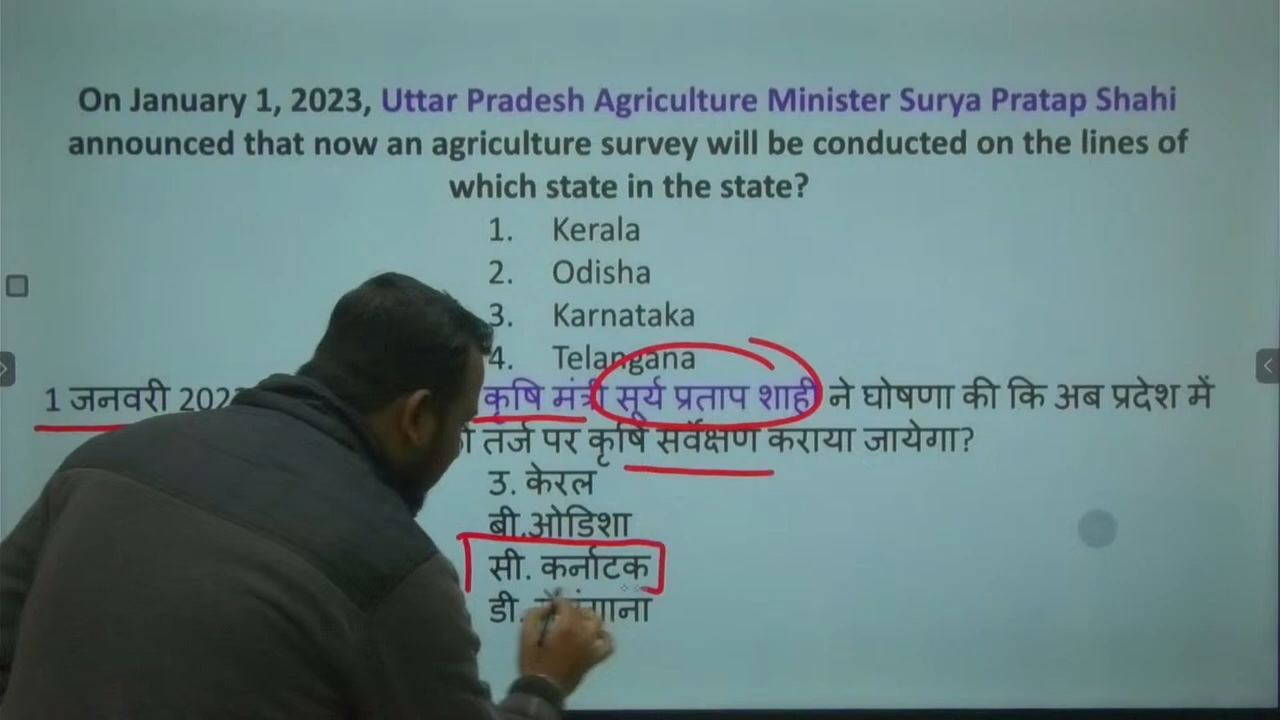 On January 1, 2023, Uttar Pradesh Agriculture Minister Surya Pratap Shahi
announced that now an agriculture survey will be conducted on the lines of
which state in the state?
1. Kerala
2. Odisha
3. Karnataka
4. Telangana
1 जनवरी कृषि मंत्री सूर्य प्रताप शाही ने घोषणा की कि अब प्रदेश में
तर्ज पर कृषि सर्वेक्षण कराया जायेगा?
उ. केरल
बी.ओडिशा
सी. कर्नाटक
डी.